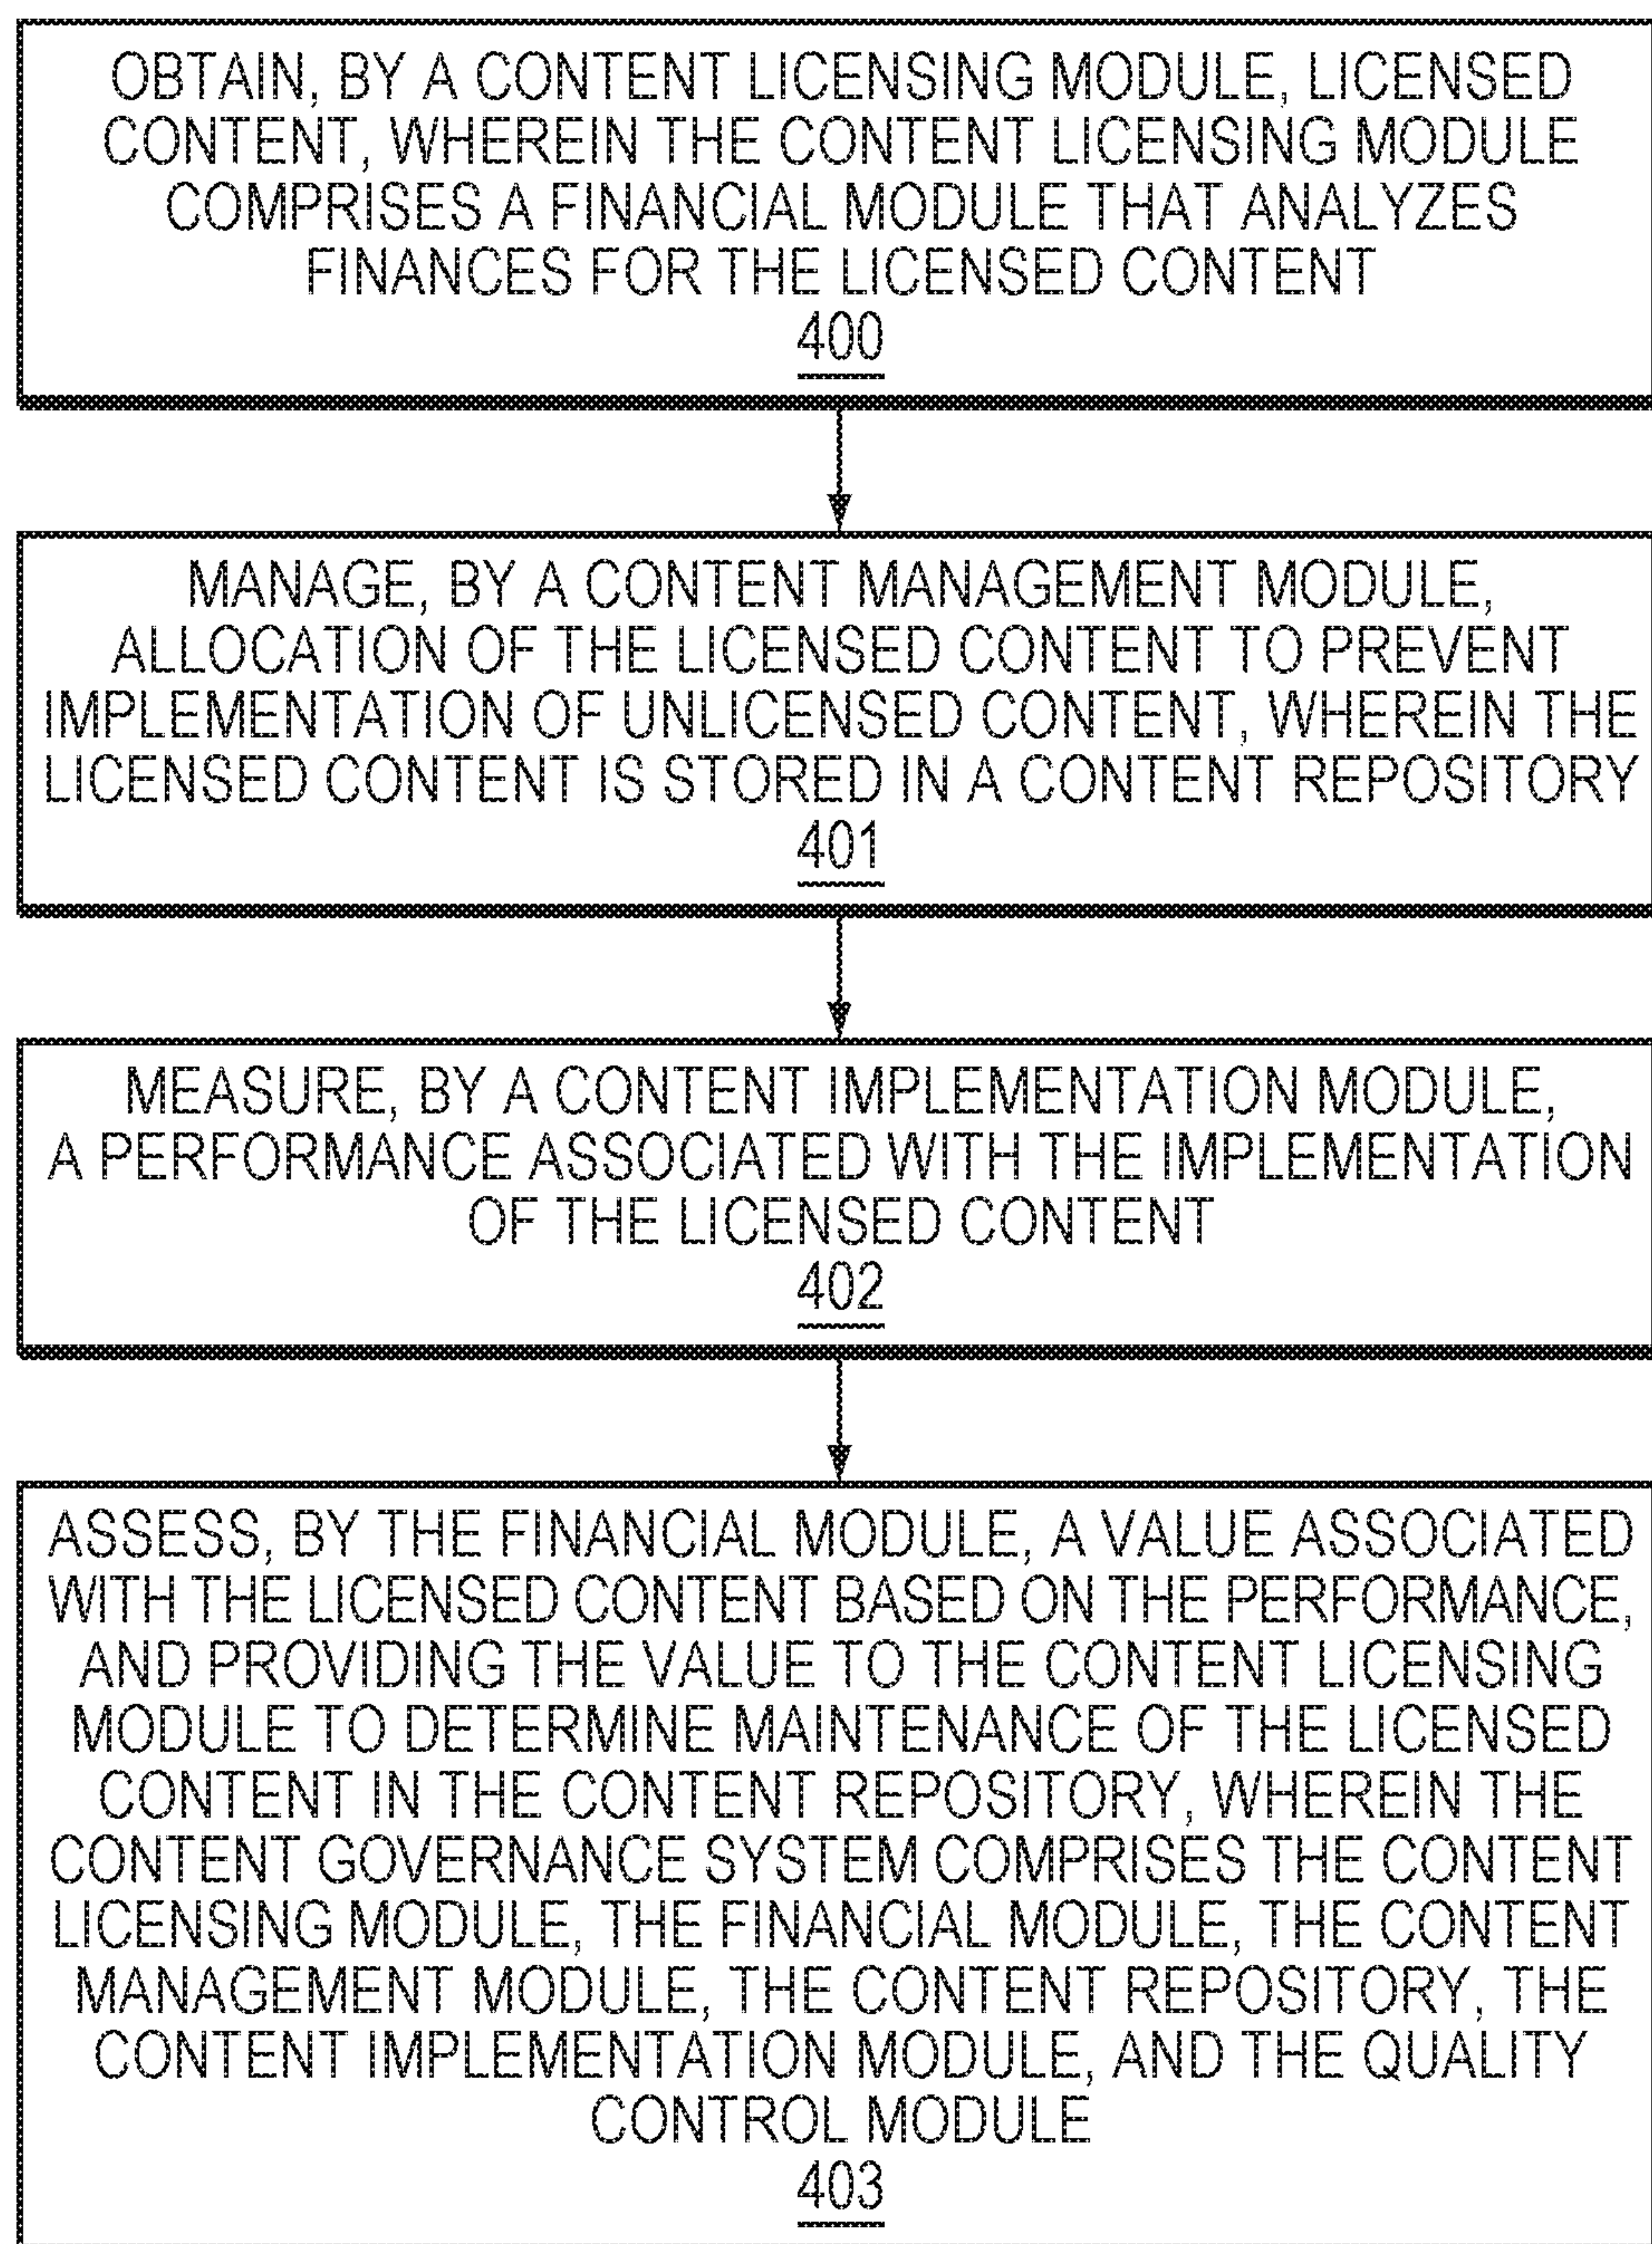 OBTAIN, BY A CONTENT LICENSING MODULE, LICENSED
CONTENT, WHEREIN THE CONTENT LICENSING MODULE
COMPRISES A FINANCIAL MODULE THAT ANALYZES
FINANCES FOR THE LICENSED CONTENT
400
MANAGE, BY A CONTENT MANAGEMENT MODULE,
ALLOCATION OF THE LICENSED CONTENT TO PREVENT
IMPLEMENTATION OF UNLICENSED CONTENT, WHEREIN THE
LICENSED CONTENT IS STORED IN A CONTENT REPOSITORY
401
MEASURE, BY A CONTENT IMPLEMENTATION MODULE,
A PERFORMANCE ASSOCIATED WITH THE IMPLEMENTATION
OF THE LICENSED CONTENT
402
ASSESS, BY THE FINANCIAL MODULE, A VALUE ASSOCIATED
WITH THE LICENSED CONTENT BASED ON THE PERFORMANCE,
AND PROVIDING THE VALUE TO THE CONTENT LICENSING
MODULE TO DETERMINE MAINTENANCE OF THE LICENSED
CONTENT IN THE CONTENT REPOSITORY, WHEREIN THE
CONTENT GOVERNANCE SYSTEM COMPRISES THE CONTENT
LICENSING MODULE, THE FINANCIAL MODULE, THE CONTENT
MANAGEMENT MODULE, THE CONTENT REPOSITORY, THE
CONTENT IMPLEMENTATION MODULE, AND THE QUALITY
CONTROL MODULE
403